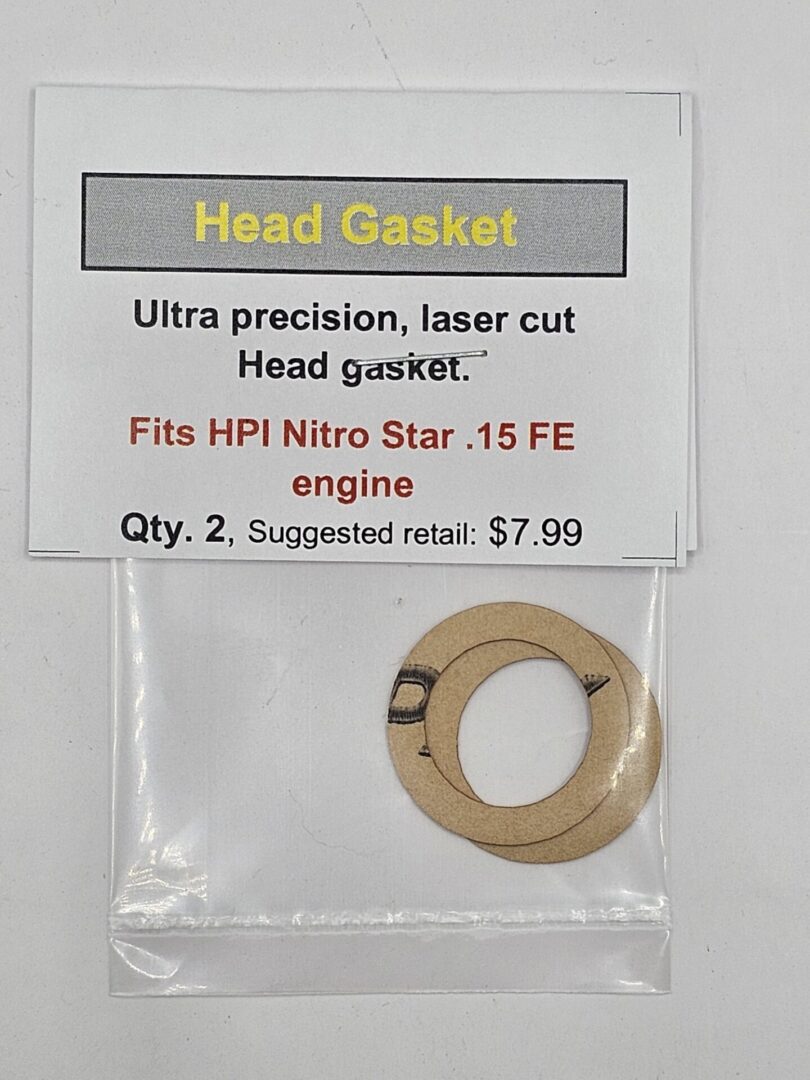 Head Gasket
Ultra precision, laser cut
Head gasket.
Fits HPI Nitro Star .15 FE
engine
Qty. 2, Suggested retail: $7.99